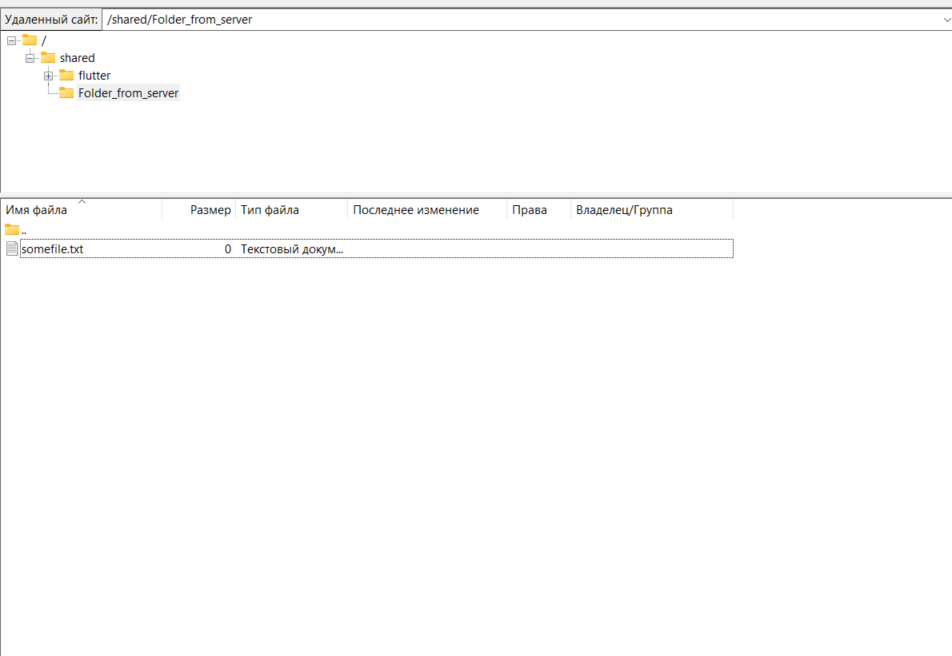 Удаленный сайт: /shared/Folder_from_server
/
shared
flutter
Folder_from_server
Имя файла Размер Тип файла Последнее изменение Права Владелец/Группа
..
somefile.txt 0 Текстовый докум...